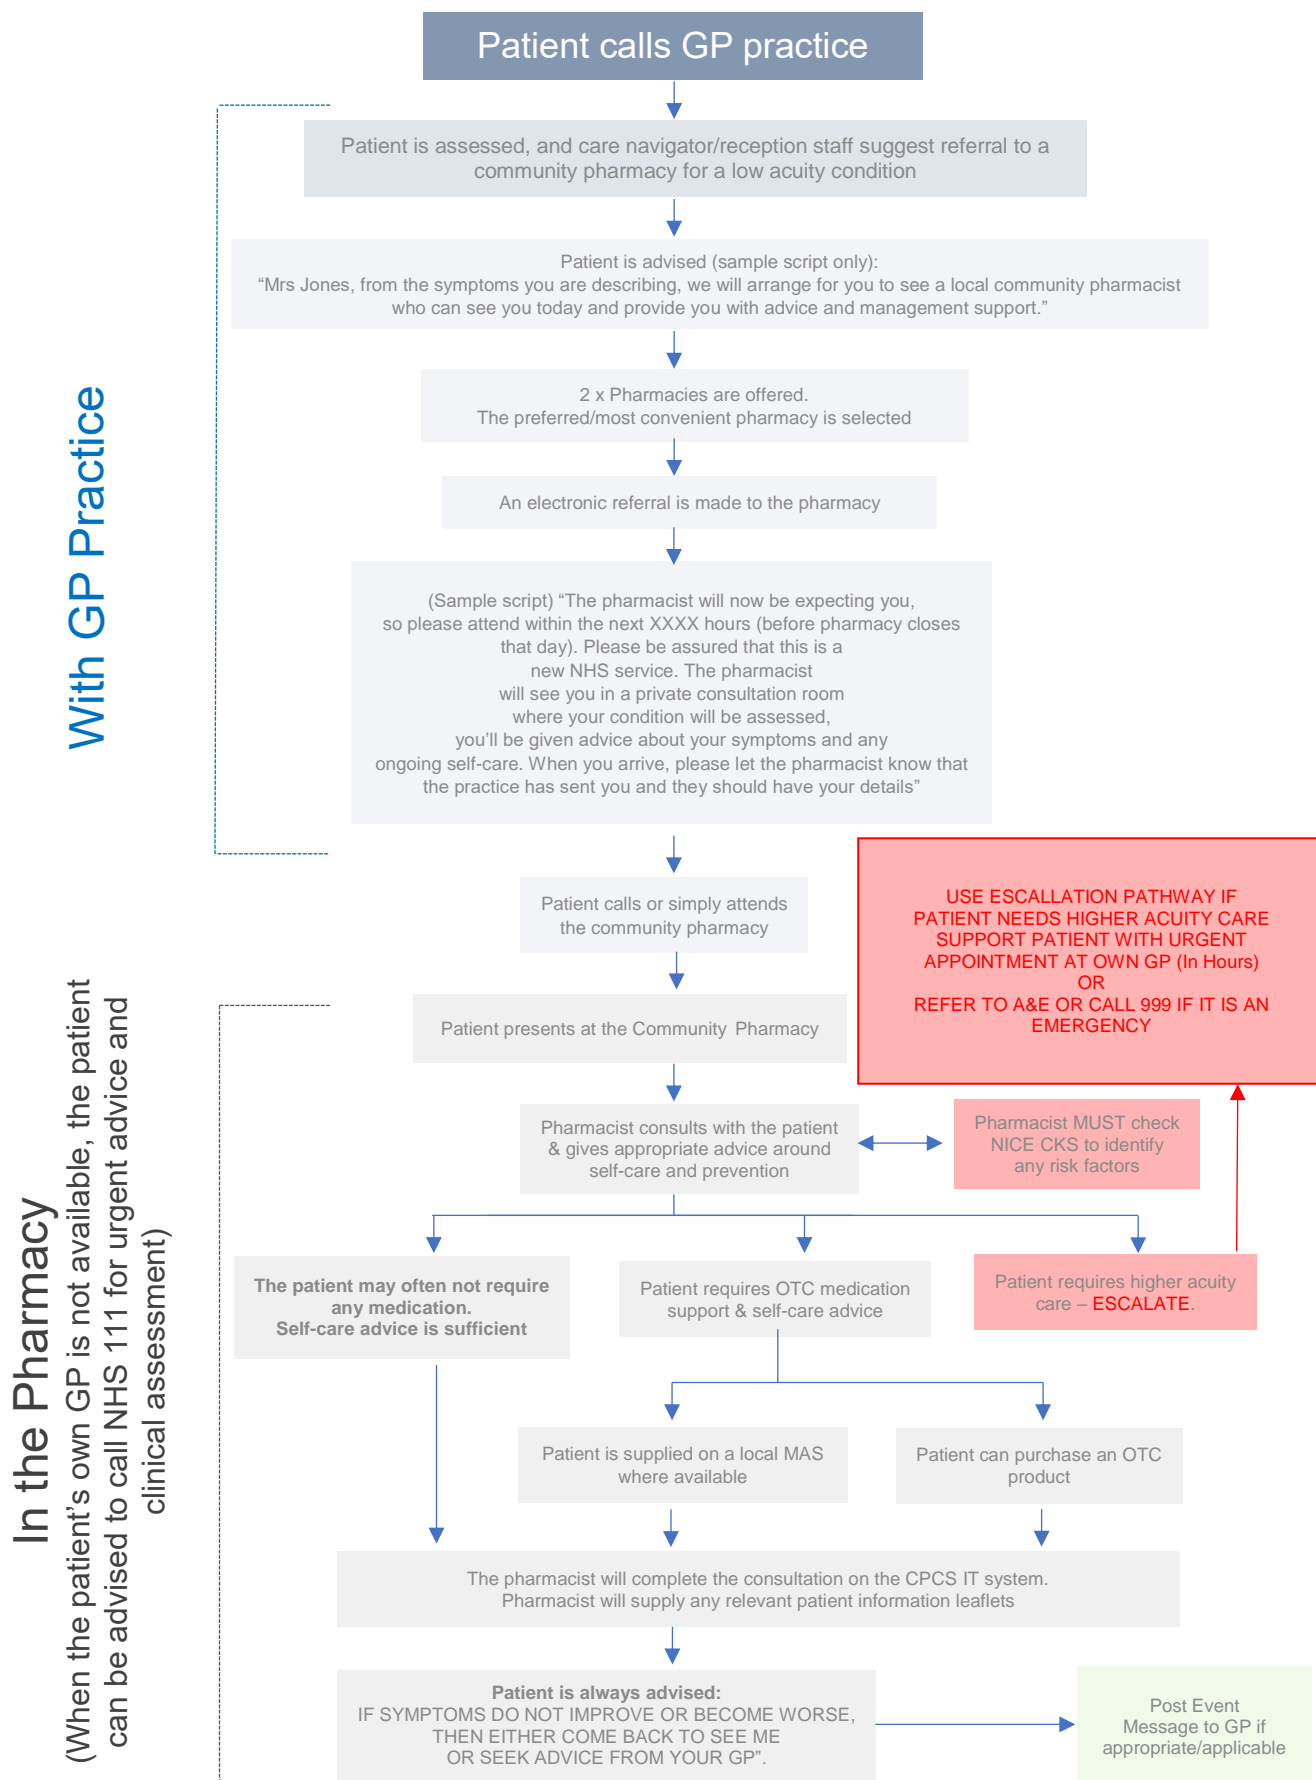 Patient calls GP practice
Patient is assessed, and care navigator/reception staff suggest referral to a
community pharmacy for a low acuity condition
Patient is advised (sample script only):
“Mrs Jones, from the symptoms you are describing, we will arrange for you to see a local community pharmacist
who can see you today and provide you with advice and management support.”
2 x Pharmacies are offered.
The preferred/most convenient pharmacy is selected
An electronic referral is made to the pharmacy
(Sample script) “The pharmacist will now be expecting you,
so please attend within the next XXXX hours (before pharmacy closes
that day). Please be assured that this is a
new NHS service. The pharmacist
will see you in a private consultation room
where your condition will be assessed,
you’ll be given advice about your symptoms and any
ongoing self-care. When you arrive, please let the pharmacist know that
the practice has sent you and they should have your details”
With GP Practice
Patient calls or simply attends
the community pharmacy
USE ESCALLATION PATHWAY IF
PATIENT NEEDS HIGHER ACUITY CARE
SUPPORT PATIENT WITH URGENT
APPOINTMENT AT OWN GP (In Hours)
OR
REFER TO A&E OR CALL 999 IF IT IS AN
EMERGENCY
In the Pharmacy
(When the patient’s own GP is not available, the patient
can be advised to call NHS 111 for urgent advice and
clinical assessment)
Patient presents at the Community Pharmacy
Pharmacist consults with the patient
& gives appropriate advice around
self-care and prevention
Pharmacist MUST check
NICE CKS to identify
any risk factors
The patient may often not require
any medication.
Self-care advice is sufficient
Patient requires OTC medication
support & self-care advice
Patient requires higher acuity
care – ESCALATE.
Patient is supplied on a local MAS
where available
Patient can purchase an OTC
product
The pharmacist will complete the consultation on the CPCS IT system.
Pharmacist will supply any relevant patient information leaflets
Patient is always advised:
IF SYMPTOMS DO NOT IMPROVE OR BECOME WORSE,
THEN EITHER COME BACK TO SEE ME
OR SEEK ADVICE FROM YOUR GP”.
Post Event
Message to GP if
appropriate/applicable